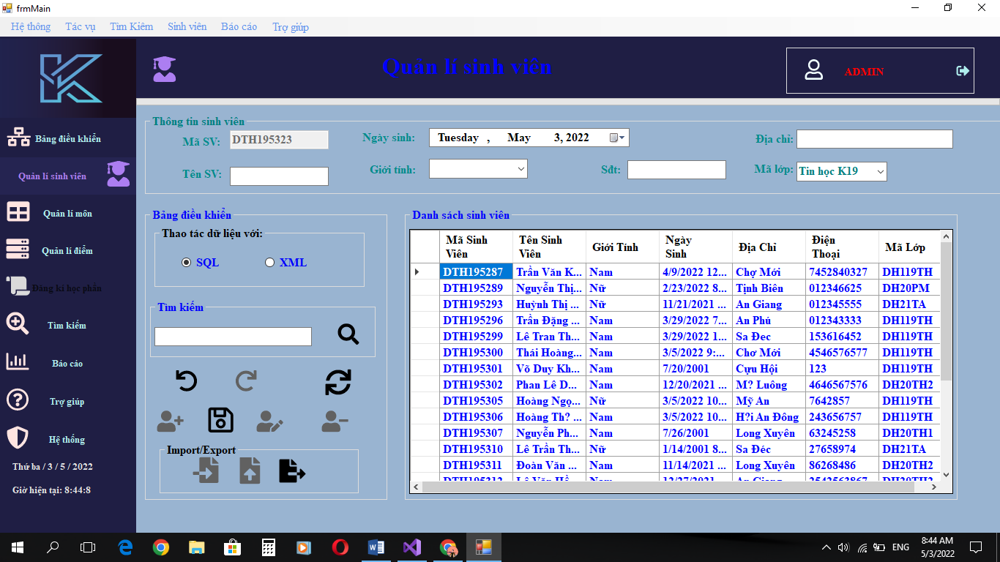 frmMain
Hệ thông Tác vụ Tìm Kiếm Sinh viên Báo cáo Trợ giúp
Quản lí sinh viên
ADMIN
Bảng điều khiển
Quản lí sinh viên
Quản lí môn
Quản lí điểm
Đăng kí học phần
Tìm kiếm
Báo cáo
Trợ giúp
Hệ thống
Thứ ba / 3 / 5 / 2022
Giờ hiện tại: 8:44:8
Thông tin sinh viên
Mã SV: DTH195323 Ngày sinh: Tuesday , May 3, 2022 Địa chỉ:
Tên SV: Giới tính: Sđt: Mã lớp: Tin học K19
Bảng điều khiển
Thao tác dữ liệu với:
SQL XML
Tìm kiếm
Import/Export
Danh sách sinh viên
Mã Sinh Viên Tên Sinh Viên Giới Tính Ngày Sinh Địa Chỉ Điện Thoại Mã Lớp
DTH195287 Trần Văn K... Nam 4/9/2022 12... Chợ Mới 7452840327 DH119TH
DTH195289 Nguyễn Thị... Nữ 2/23/2022 8... Tịnh Biên 012346625 DH20PM
DTH195293 Huỳnh Thị ... Nữ 11/21/2021 ... An Giang 012345555 DH21TA
DTH195296 Trần Đặng ... Nam 3/29/2022 7... An Phú 012343333 DH119TH
DTH195299 Lê Tran Th... Nam 3/29/2022 1... Sa Đec 153616452 DH119TH
DTH195300 Thái Hoàng... Nam 3/5/2022 9:... Chơ Mới 4546576577 DH119TH
DTH195301 Võ Duy Kh... Nam 7/20/2001 Cựu Hội 123 DH119TH
DTH195302 Phan Lê D... Nam 12/20/2021 ... M? Luông 4646567576 DH20TH2
DTH195305 Hoàng Ngọ... Nữ 3/5/2022 10... Mỹ An 7642857 DH119TH
DTH195306 Hoàng Th? ... Nam 3/5/2022 10... H?i An Đông 243656757 DH119TH
DTH195307 Nguyễn Ph... Nam 7/26/2001 Long Xuyên 63245258 DH20TH1
DTH195310 Lê Trần Th... Nữ 1/14/2001 8... Sa Đéc 27658974 DH21TA
DTH195311 Đoàn Văn ... Nam 11/14/2021 ... Long Xuyên 86268486 DH20TH2
DTH195312 Lê Văn Hồ... Nam 12/27/2021 ... An Giang 2542563867 DH20TH2
ENG
8:44 AM
5/3/2022